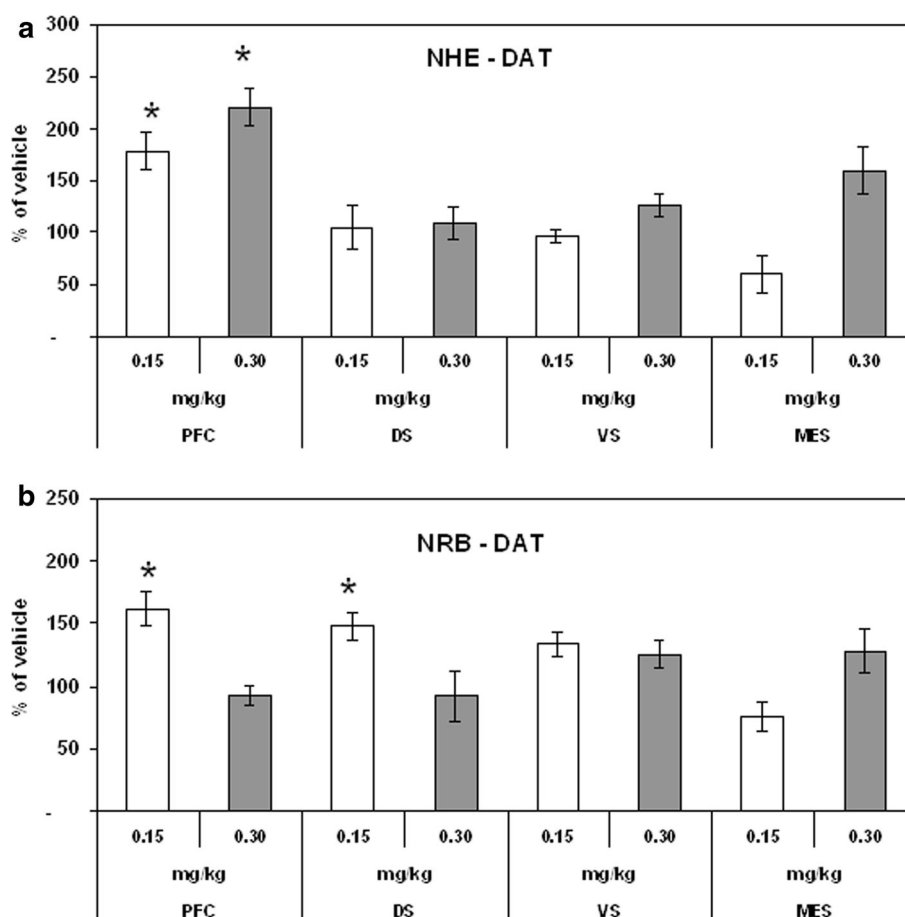 a
NHE - DAT
% of vehicle
300
250
200
150
100
50
-
0.15 0.30 0.15 0.30 0.15 0.30 0.15 0.30
mg/kg mg/kg mg/kg mg/kg
PFC DS VS MES
* *
b
NRB - DAT
% of vehicle
250
200
150
100
50
-
* *
0.15 0.30 0.15 0.30 0.15 0.30 0.15 0.30
mg/kg mg/kg mg/kg mg/kg
PFC DS VS MES